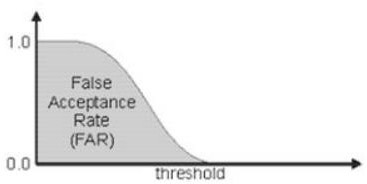 1.0
False
Acceptance
Rate
(FAR)
0.0
threshold